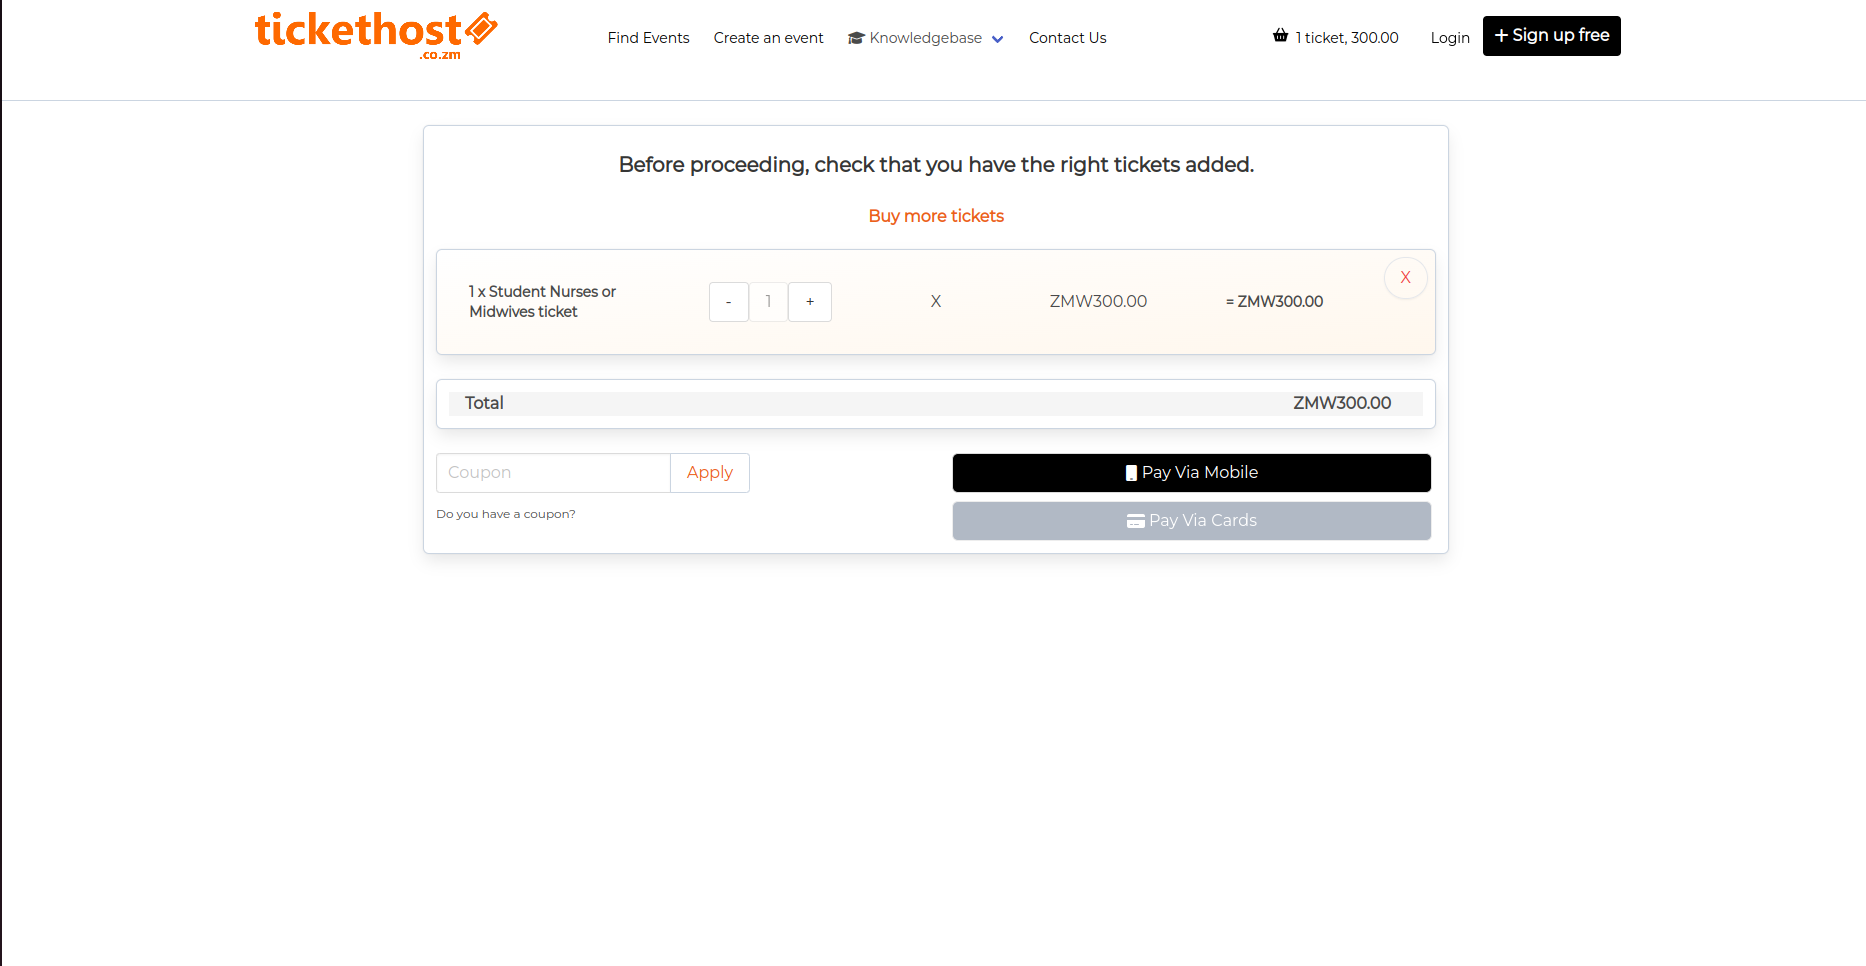 tickethost
.co.zm
Find Events
Create an event
Knowledgebase
Contact Us
1 ticket, 300.00
Login
+ Sign up free
Before proceeding, check that you have the right tickets added.
Buy more tickets
X
1 x Student Nurses or
Midwives ticket
- 1 + X ZMW300.00 = ZMW300.00
Total ZMW300.00
Coupon Apply
Do you have a coupon?
Pay Via Mobile
Pay Via Cards